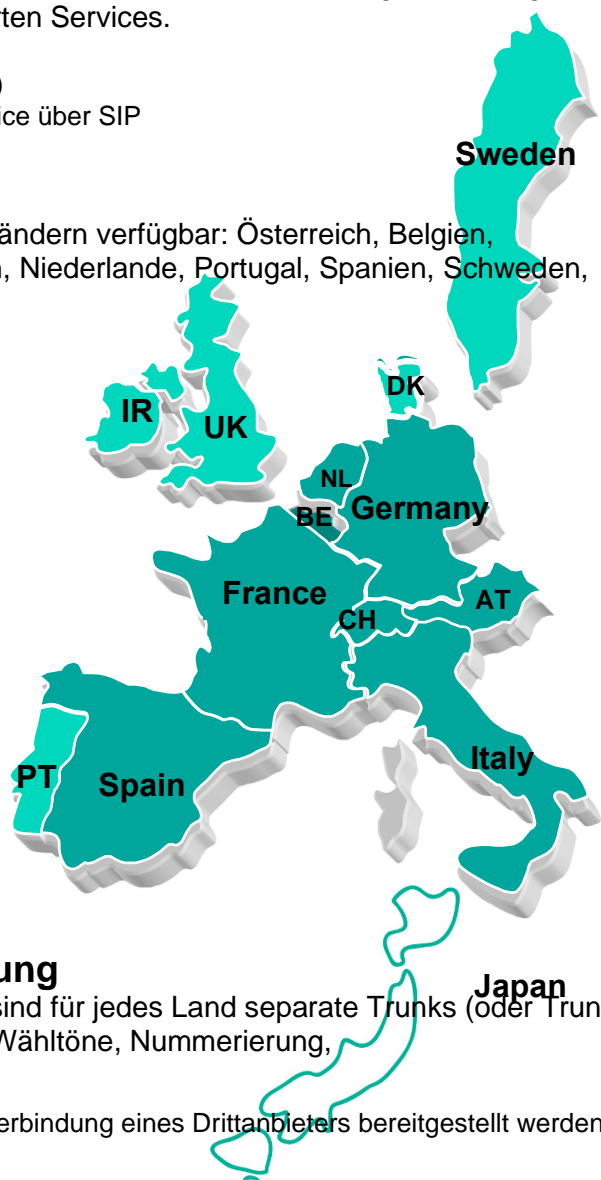 rten Services.
)
ice über SIP
Sweden
ändern verfügbar: Österreich, Belgien,
, Niederlande, Portugal, Spanien, Schweden,
DK
IR
UK
NL
BE
Germany
France
AT
CH
Italy
PT
Spain
ung
Japan
sind für jedes Land separate Trunks (oder Trun
Wähltöne, Nummerierung,
erbindung eines Drittanbieters bereitgestellt werden